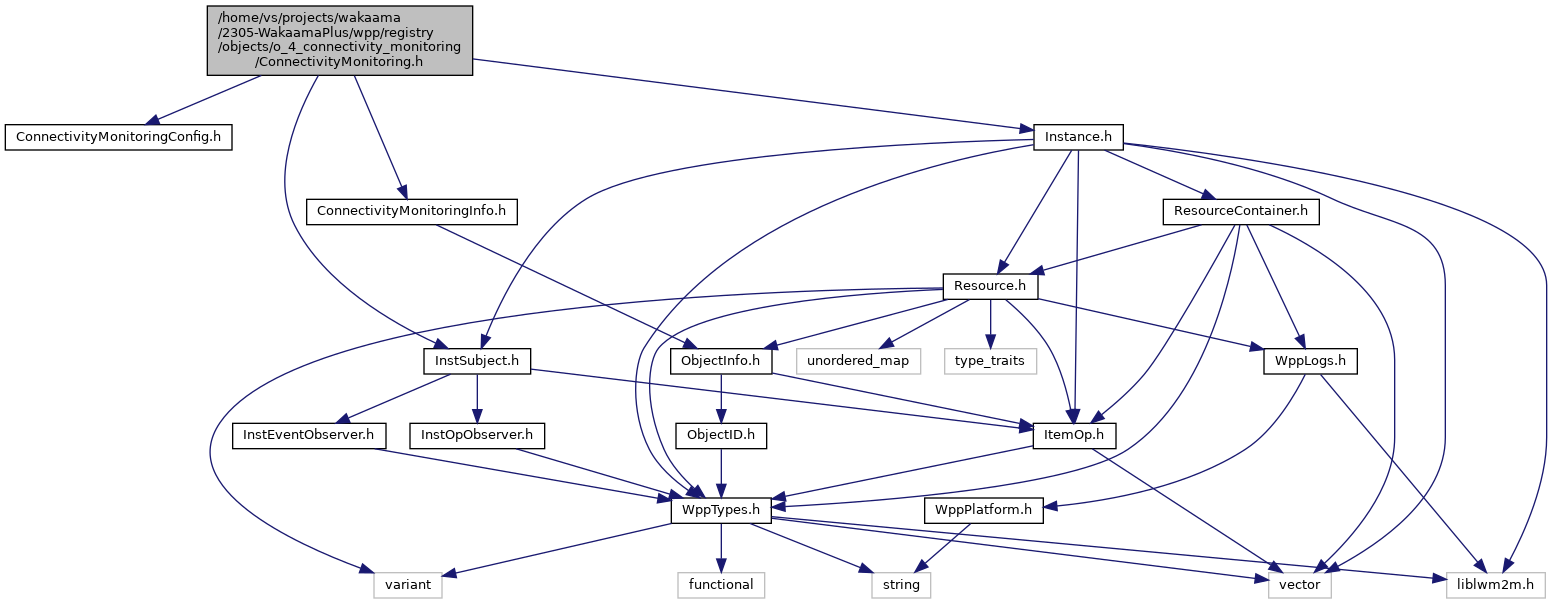 /home/vs/projects/wakaama
/2305-WakaamaPlus/wpp/registry
/objects/o_4_connectivity_monitoring
/ConnectivityMonitoring.h
ConnectivityMonitoringConfig.h
Instance.h
ConnectivityMonitoringInfo.h
ResourceContainer.h
Resource.h
InstSubject.h
ObjectInfo.h
unordered_map
type_traits
WppLogs.h
InstEventObserver.h
InstOpObserver.h
ObjectID.h
ItemOp.h
WppTypes.h
WppPlatform.h
variant
functional
string
vector
liblwm2m.h